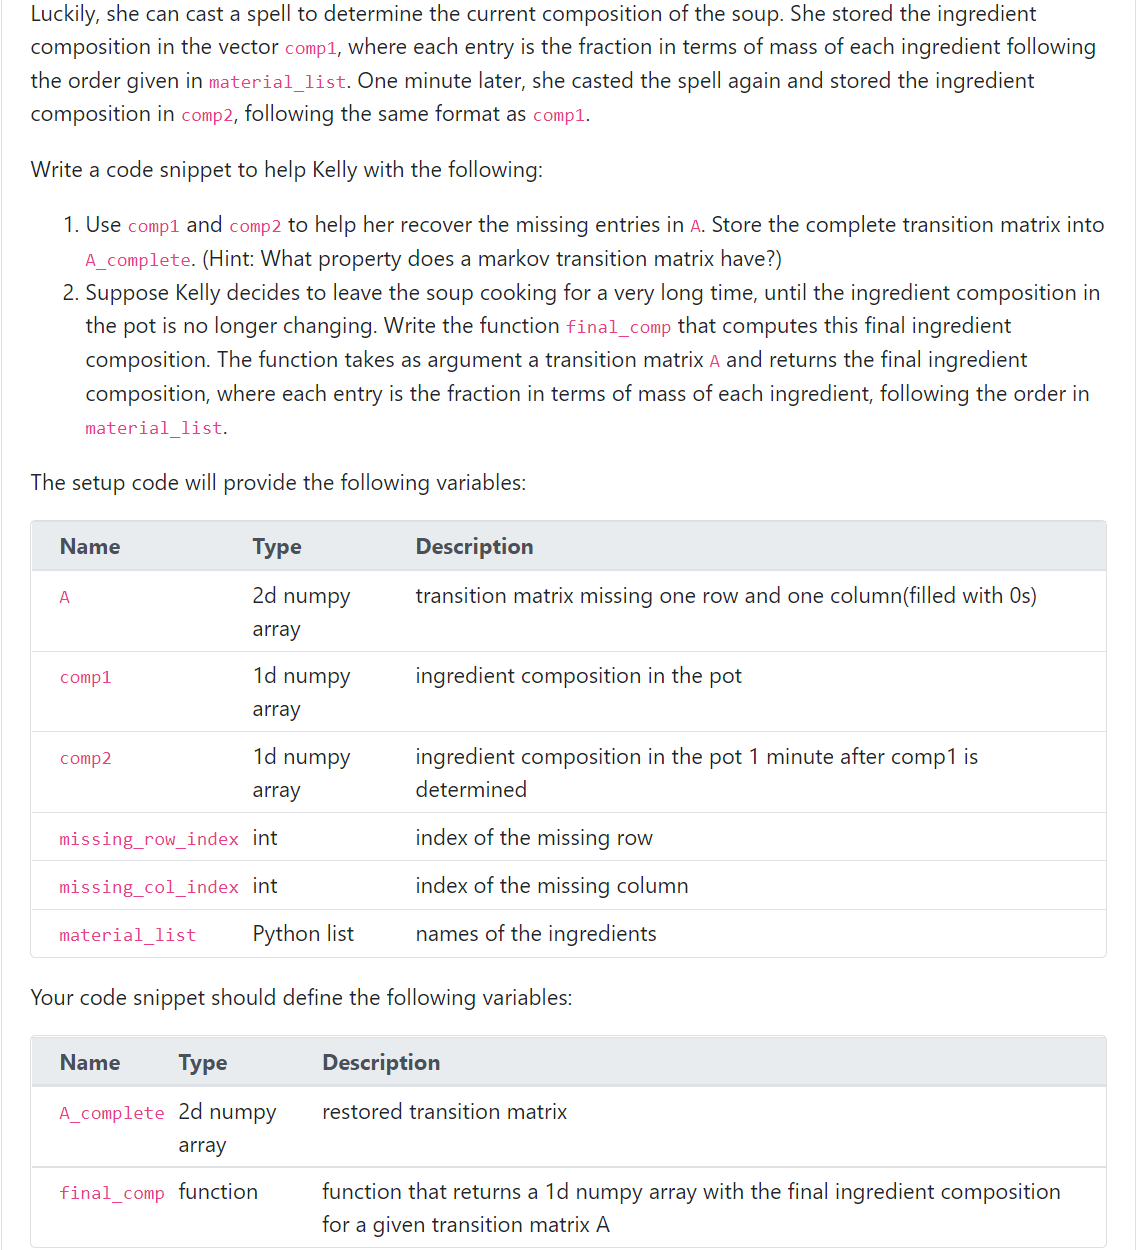 Luckily, she can cast a spell to determine the current composition of the soup. She stored the ingredient
composition in the vector comp1, where each entry is the fraction in terms of mass of each ingredient following
the order given in material_list. One minute later, she casted the spell again and stored the ingredient
composition in comp2, following the same format as comp1.
Write a code snippet to help Kelly with the following:
1. Use comp1 and comp2 to help her recover the missing entries in A. Store the complete transition matrix into
A_complete. (Hint: What property does a markov transition matrix have?)
2. Suppose Kelly decides to leave the soup cooking for a very long time, until the ingredient composition in
the pot is no longer changing. Write the function final_comp that computes this final ingredient
composition. The function takes as argument a transition matrix A and returns the final ingredient
composition, where each entry is the fraction in terms of mass of each ingredient, following the order in
material_list.
The setup code will provide the following variables:
Name Type Description
A 2d numpy transition matrix missing one row and one column(filled with 0s)
array
comp1 1d numpy ingredient composition in the pot
array
comp2 1d numpy ingredient composition in the pot 1 minute after comp1 is
array determined
missing_row_index int index of the missing row
missing_col_index int index of the missing column
material_list Python list names of the ingredients
Your code snippet should define the following variables:
Name Type Description
A_complete 2d numpy restored transition matrix
array
final_comp function function that returns a 1d numpy array with the final ingredient composition
for a given transition matrix A